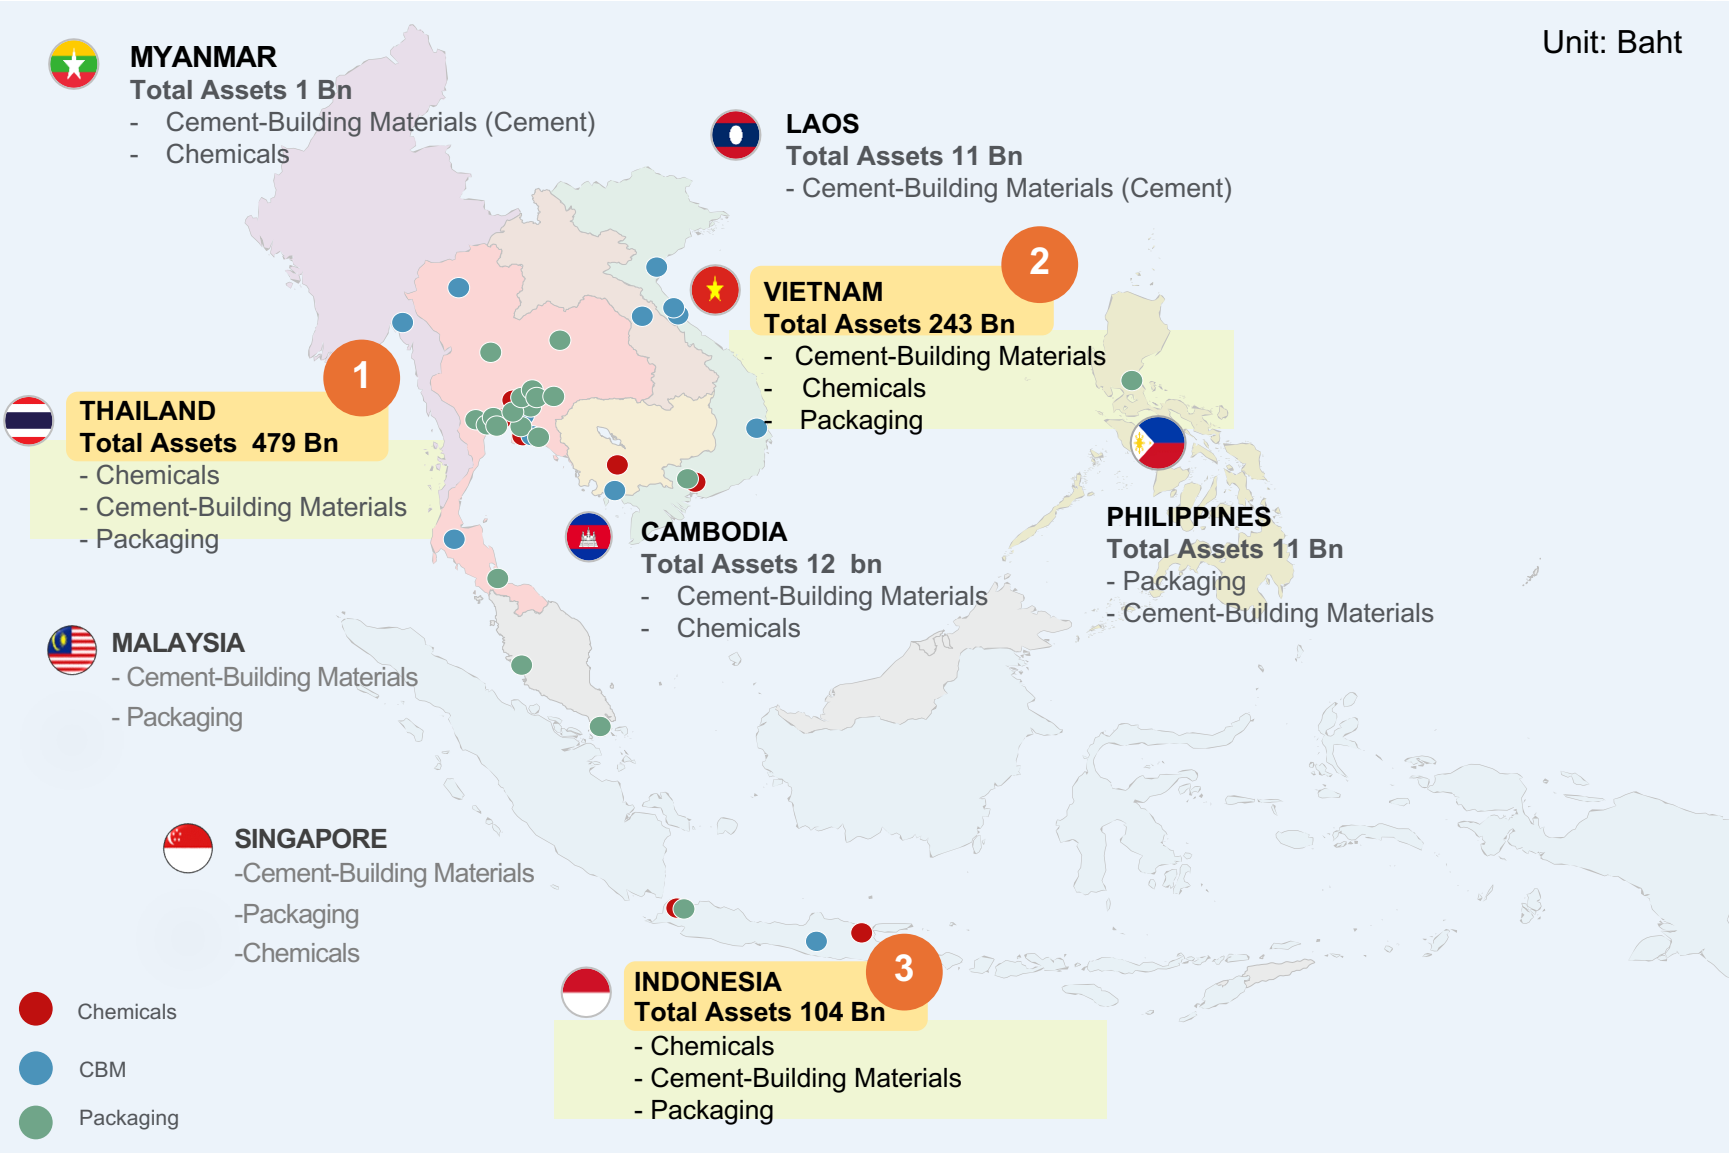 Unit: Baht
MYANMAR
Total Assets 1 Bn
- Cement-Building Materials (Cement)
- Chemicals
LAOS
Total Assets 11 Bn
- Cement-Building Materials (Cement)
2
VIETNAM
Total Assets 243 Bn
- Cement-Building Materials
- Chemicals
- Packaging
1
THAILAND
Total Assets 479 Bn
- Chemicals
- Cement-Building Materials
- Packaging
CAMBODIA
Total Assets 12 bn
- Cement-Building Materials
- Chemicals
PHILIPPINES
Total Assets 11 Bn
- Packaging
- Cement-Building Materials
MALAYSIA
- Cement-Building Materials
- Packaging
SINGAPORE
-Cement-Building Materials
-Packaging
-Chemicals
3
INDONESIA
Total Assets 104 Bn
- Chemicals
- Cement-Building Materials
- Packaging
Chemicals
CBM
Packaging